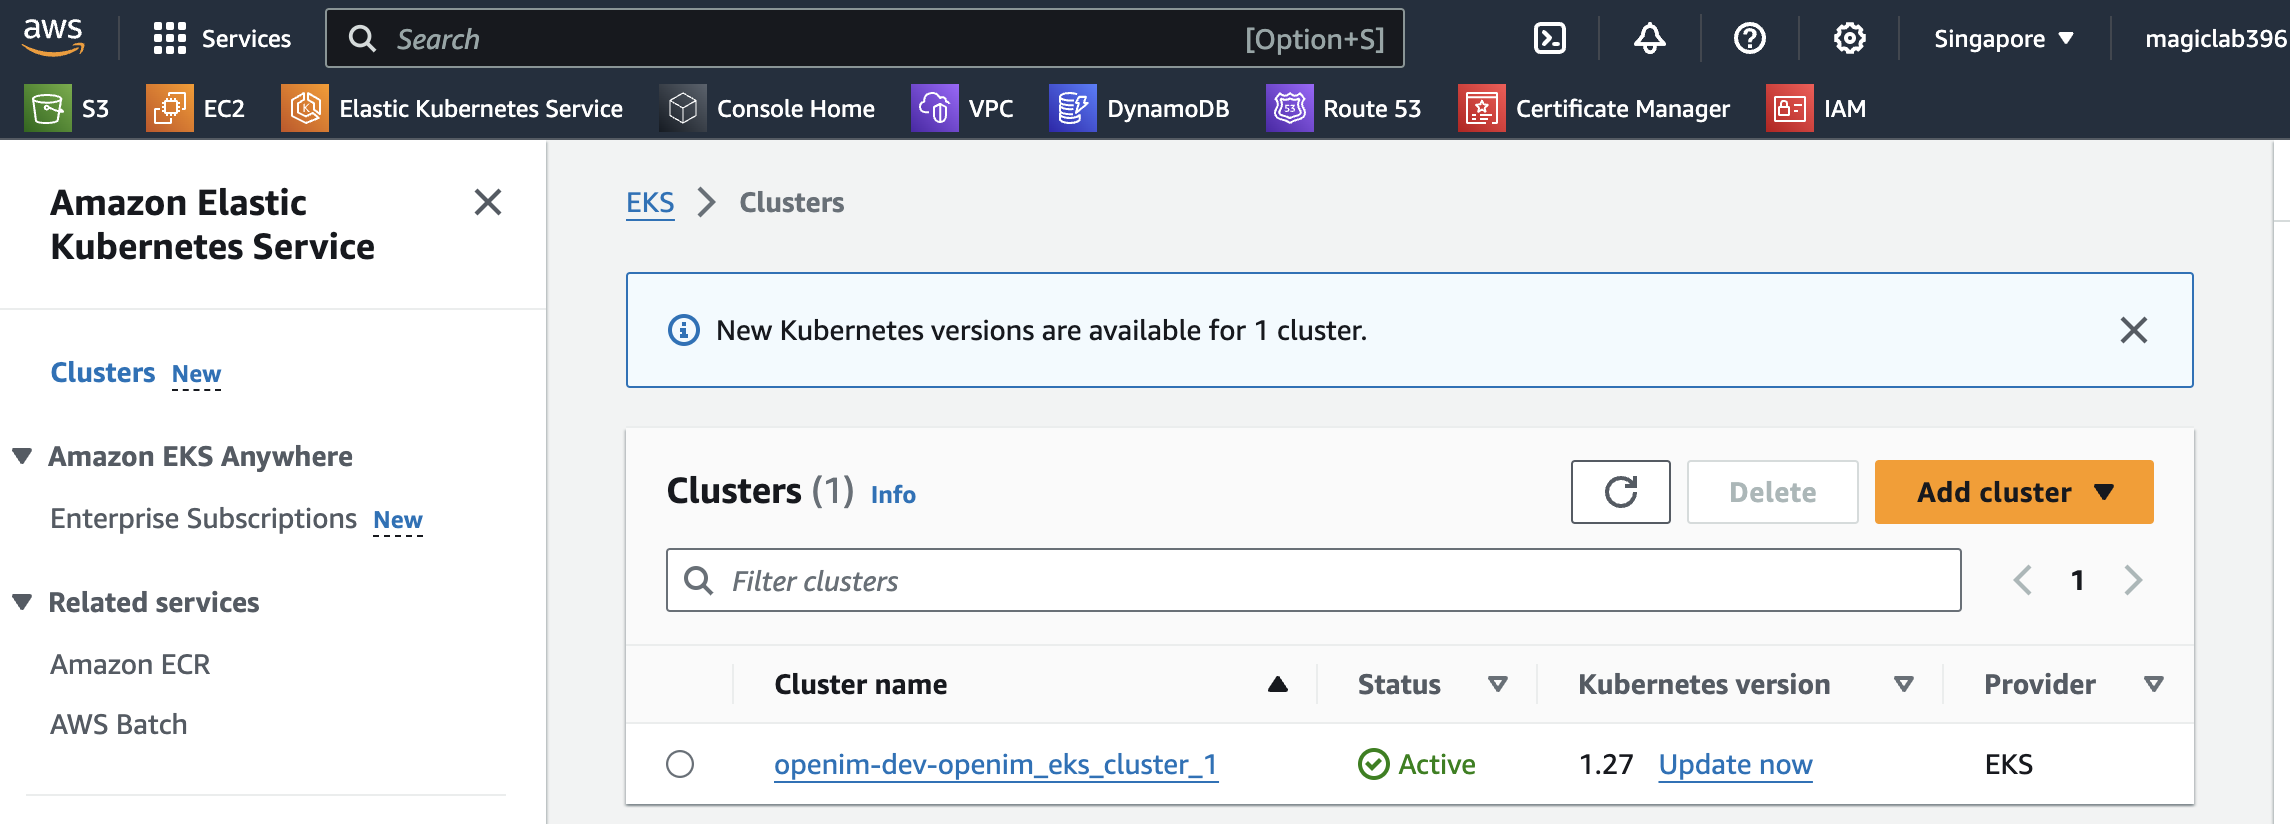 aws
Services
Search
[Option+S]
Singapore
magiclab396
S3
EC2
Elastic Kubernetes Service
Console Home
VPC
DynamoDB
53
Route 53
Certificate Manager
IAM
Amazon Elastic
Kubernetes Service
Clusters New
Amazon EKS Anywhere
Enterprise Subscriptions New
Related services
Amazon ECR
AWS Batch
EKS
Clusters
New Kubernetes versions are available for 1 cluster.
Clusters (1) Info
Delete
Add cluster
Filter clusters
1
Cluster name
Status
Kubernetes version
Provider
openim-dev-openim_eks_cluster_1
Active
1.27 Update now
EKS